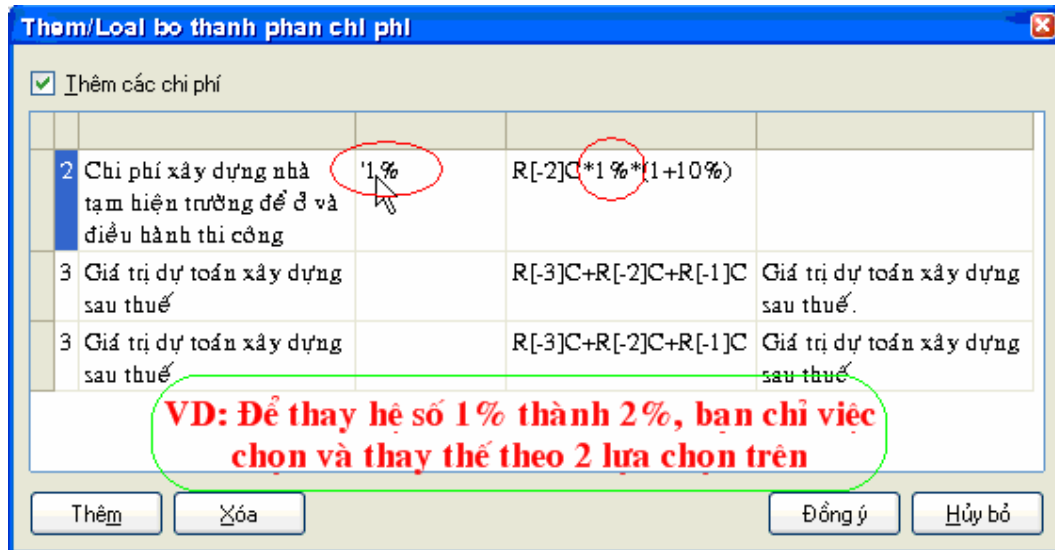 Them/Loai bo thanh phan chi phi
Thêm các chi phí
2 Chi phí xây dựng nhà '1% R[-2]C*1%*(1+10%)
tạm hiện trường để ở và
điều hành thi công
3 Giá trị dự toán xây dựng R[-3]C+R[-2]C+R[-1]C Giá trị dự toán xây dựng
sau thuế sau thuế.
3 Giá trị dự toán xây dựng R[-3]C+R[-2]C+R[-1]C Giá trị dự toán xây dựng
sau thuế sau thuế
VD: Để thay hệ số 1% thành 2%, bạn chỉ việc
chọn và thay thế theo 2 lựa chọn trên
Thêm Xóa Đồng ý Hủy bỏ